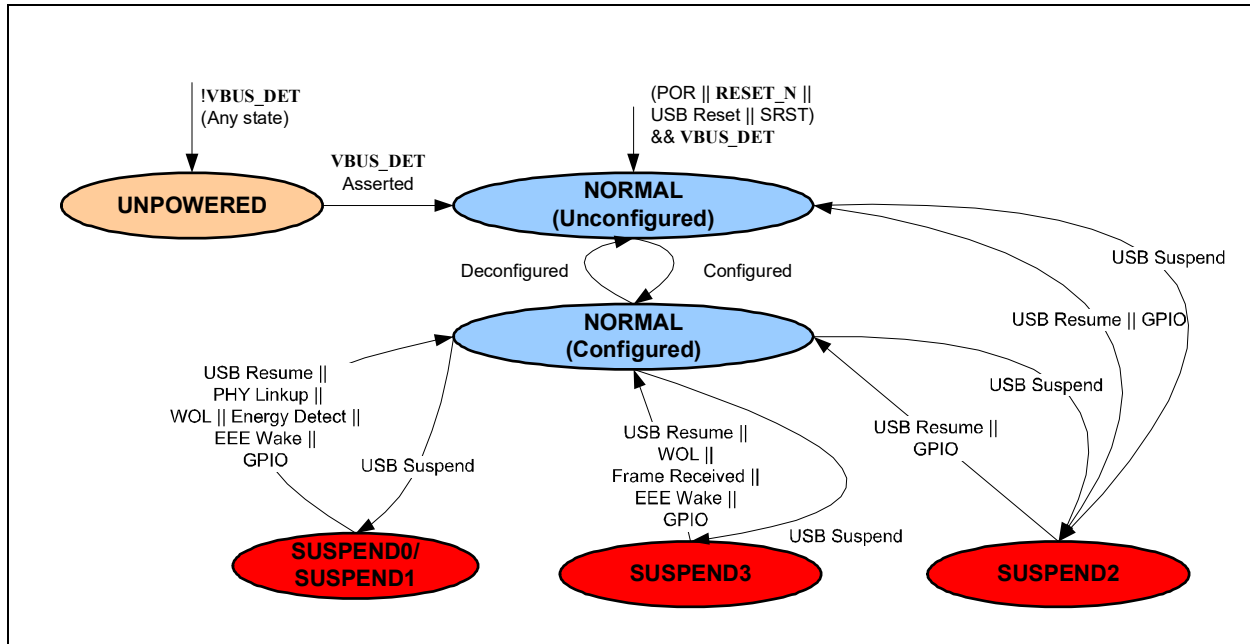 !VBUS_DET
(Any state)
(POR || RESET_N ||
USB Reset || SRST)
&& VBUS_DET
VBUS_DET
Asserted
UNPOWERED
NORMAL
(Unconfigured)
Deconfigured
Configured
USB Suspend
USB Resume || GPIO
NORMAL
(Configured)
USB Resume ||
PHY Linkup ||
WOL || Energy Detect ||
EEE Wake ||
GPIO
USB Suspend
USB Resume ||
WOL ||
Frame Received ||
EEE Wake ||
GPIO
USB Suspend
USB Suspend
USB Resume ||
GPIO
SUSPEND0/
SUSPEND1
SUSPEND3
SUSPEND2